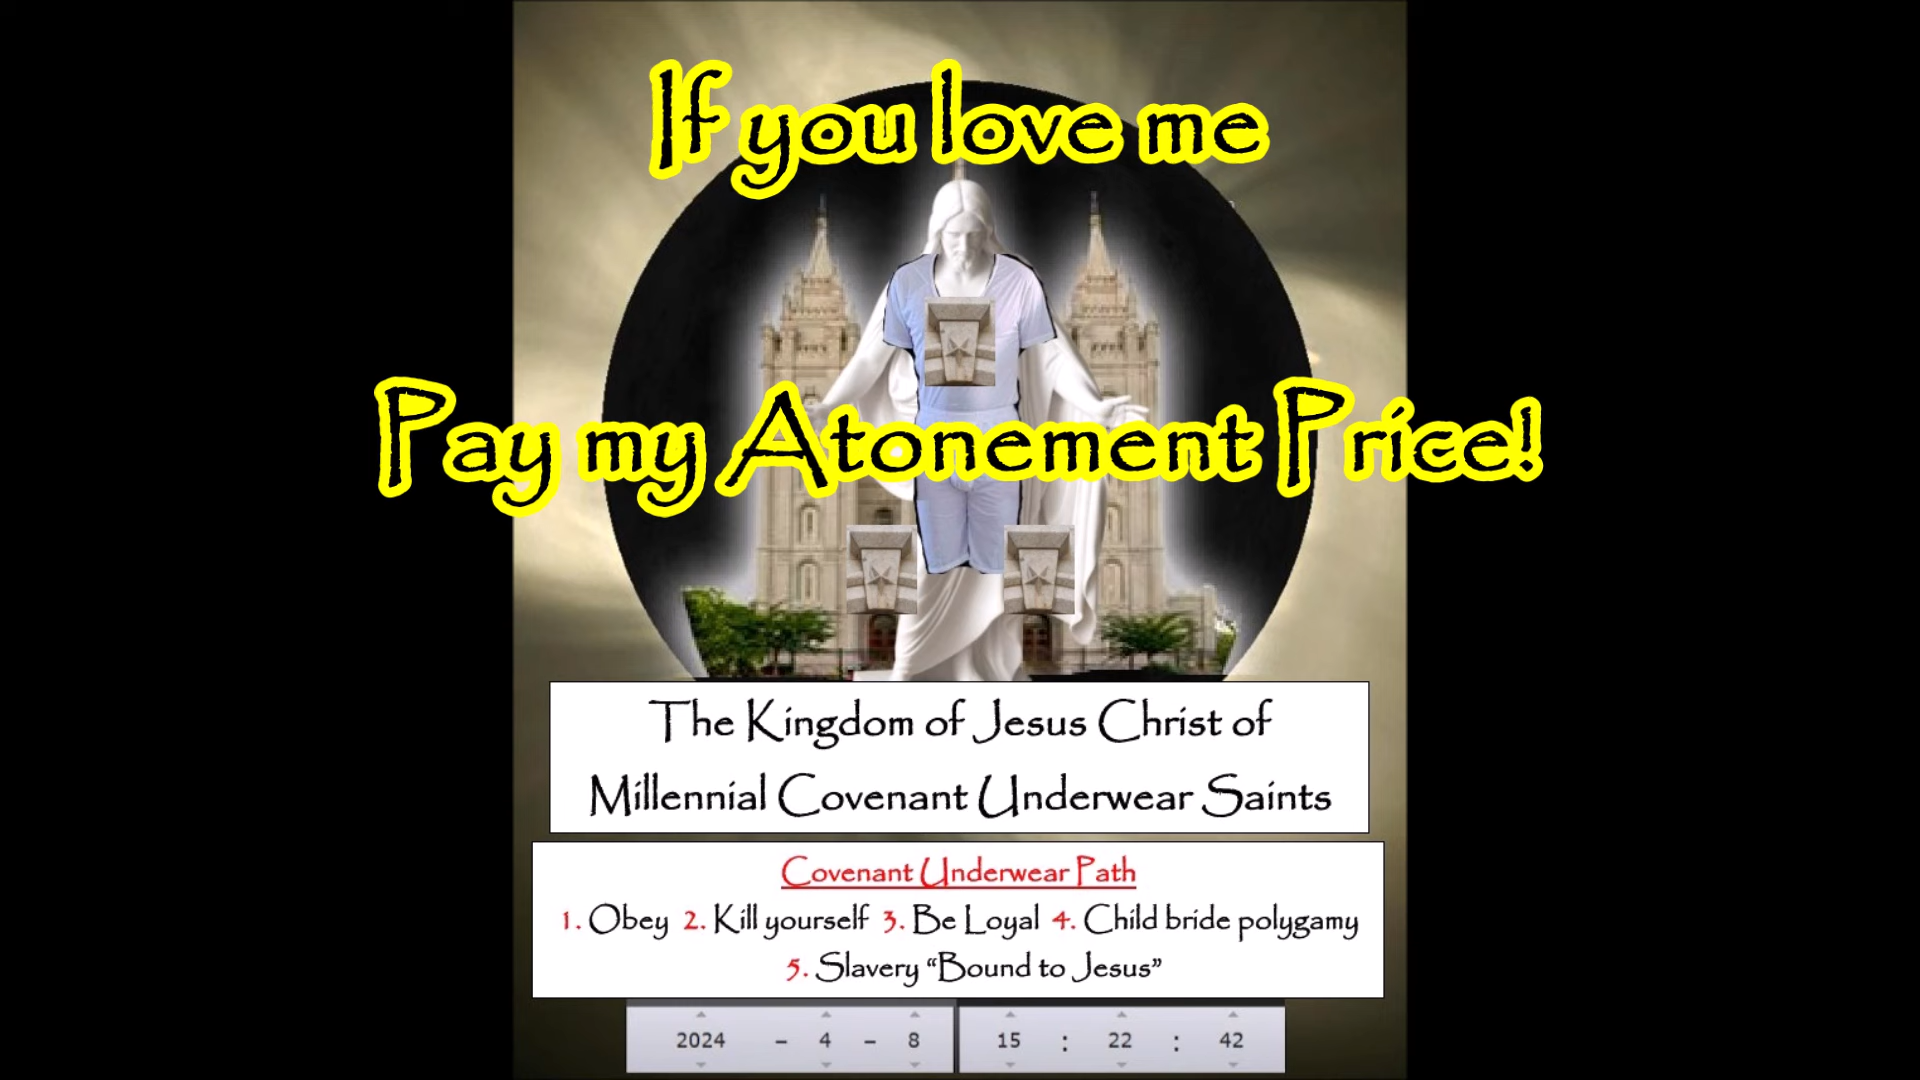 If you love me
Pay my Atonement Price!
The Kingdom of Jesus Christ of
Millennial Covenant Underwear Saints
Covenant Underwear Path
1. Obey 2. Kill yourself 3. Be Loyal 4. Child bride polygamy
5. Slavery “Bound to Jesus”
2024 - 4 - 8 15 : 22 : 42